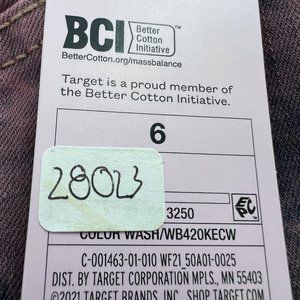 BCI Better Cotton Initiative™
BetterCotton.org/massbalance
Target is a proud member of
the Better Cotton Initiative.
6
28023
3250
COLOR WASH/WB420KECW
C-001463-01-010 WF21 50A01-0025
DIST. BY TARGET CORPORATION MPLS., MN 55403
©2021 TARGET BRANDS, INC. SHOP TARGET.COM